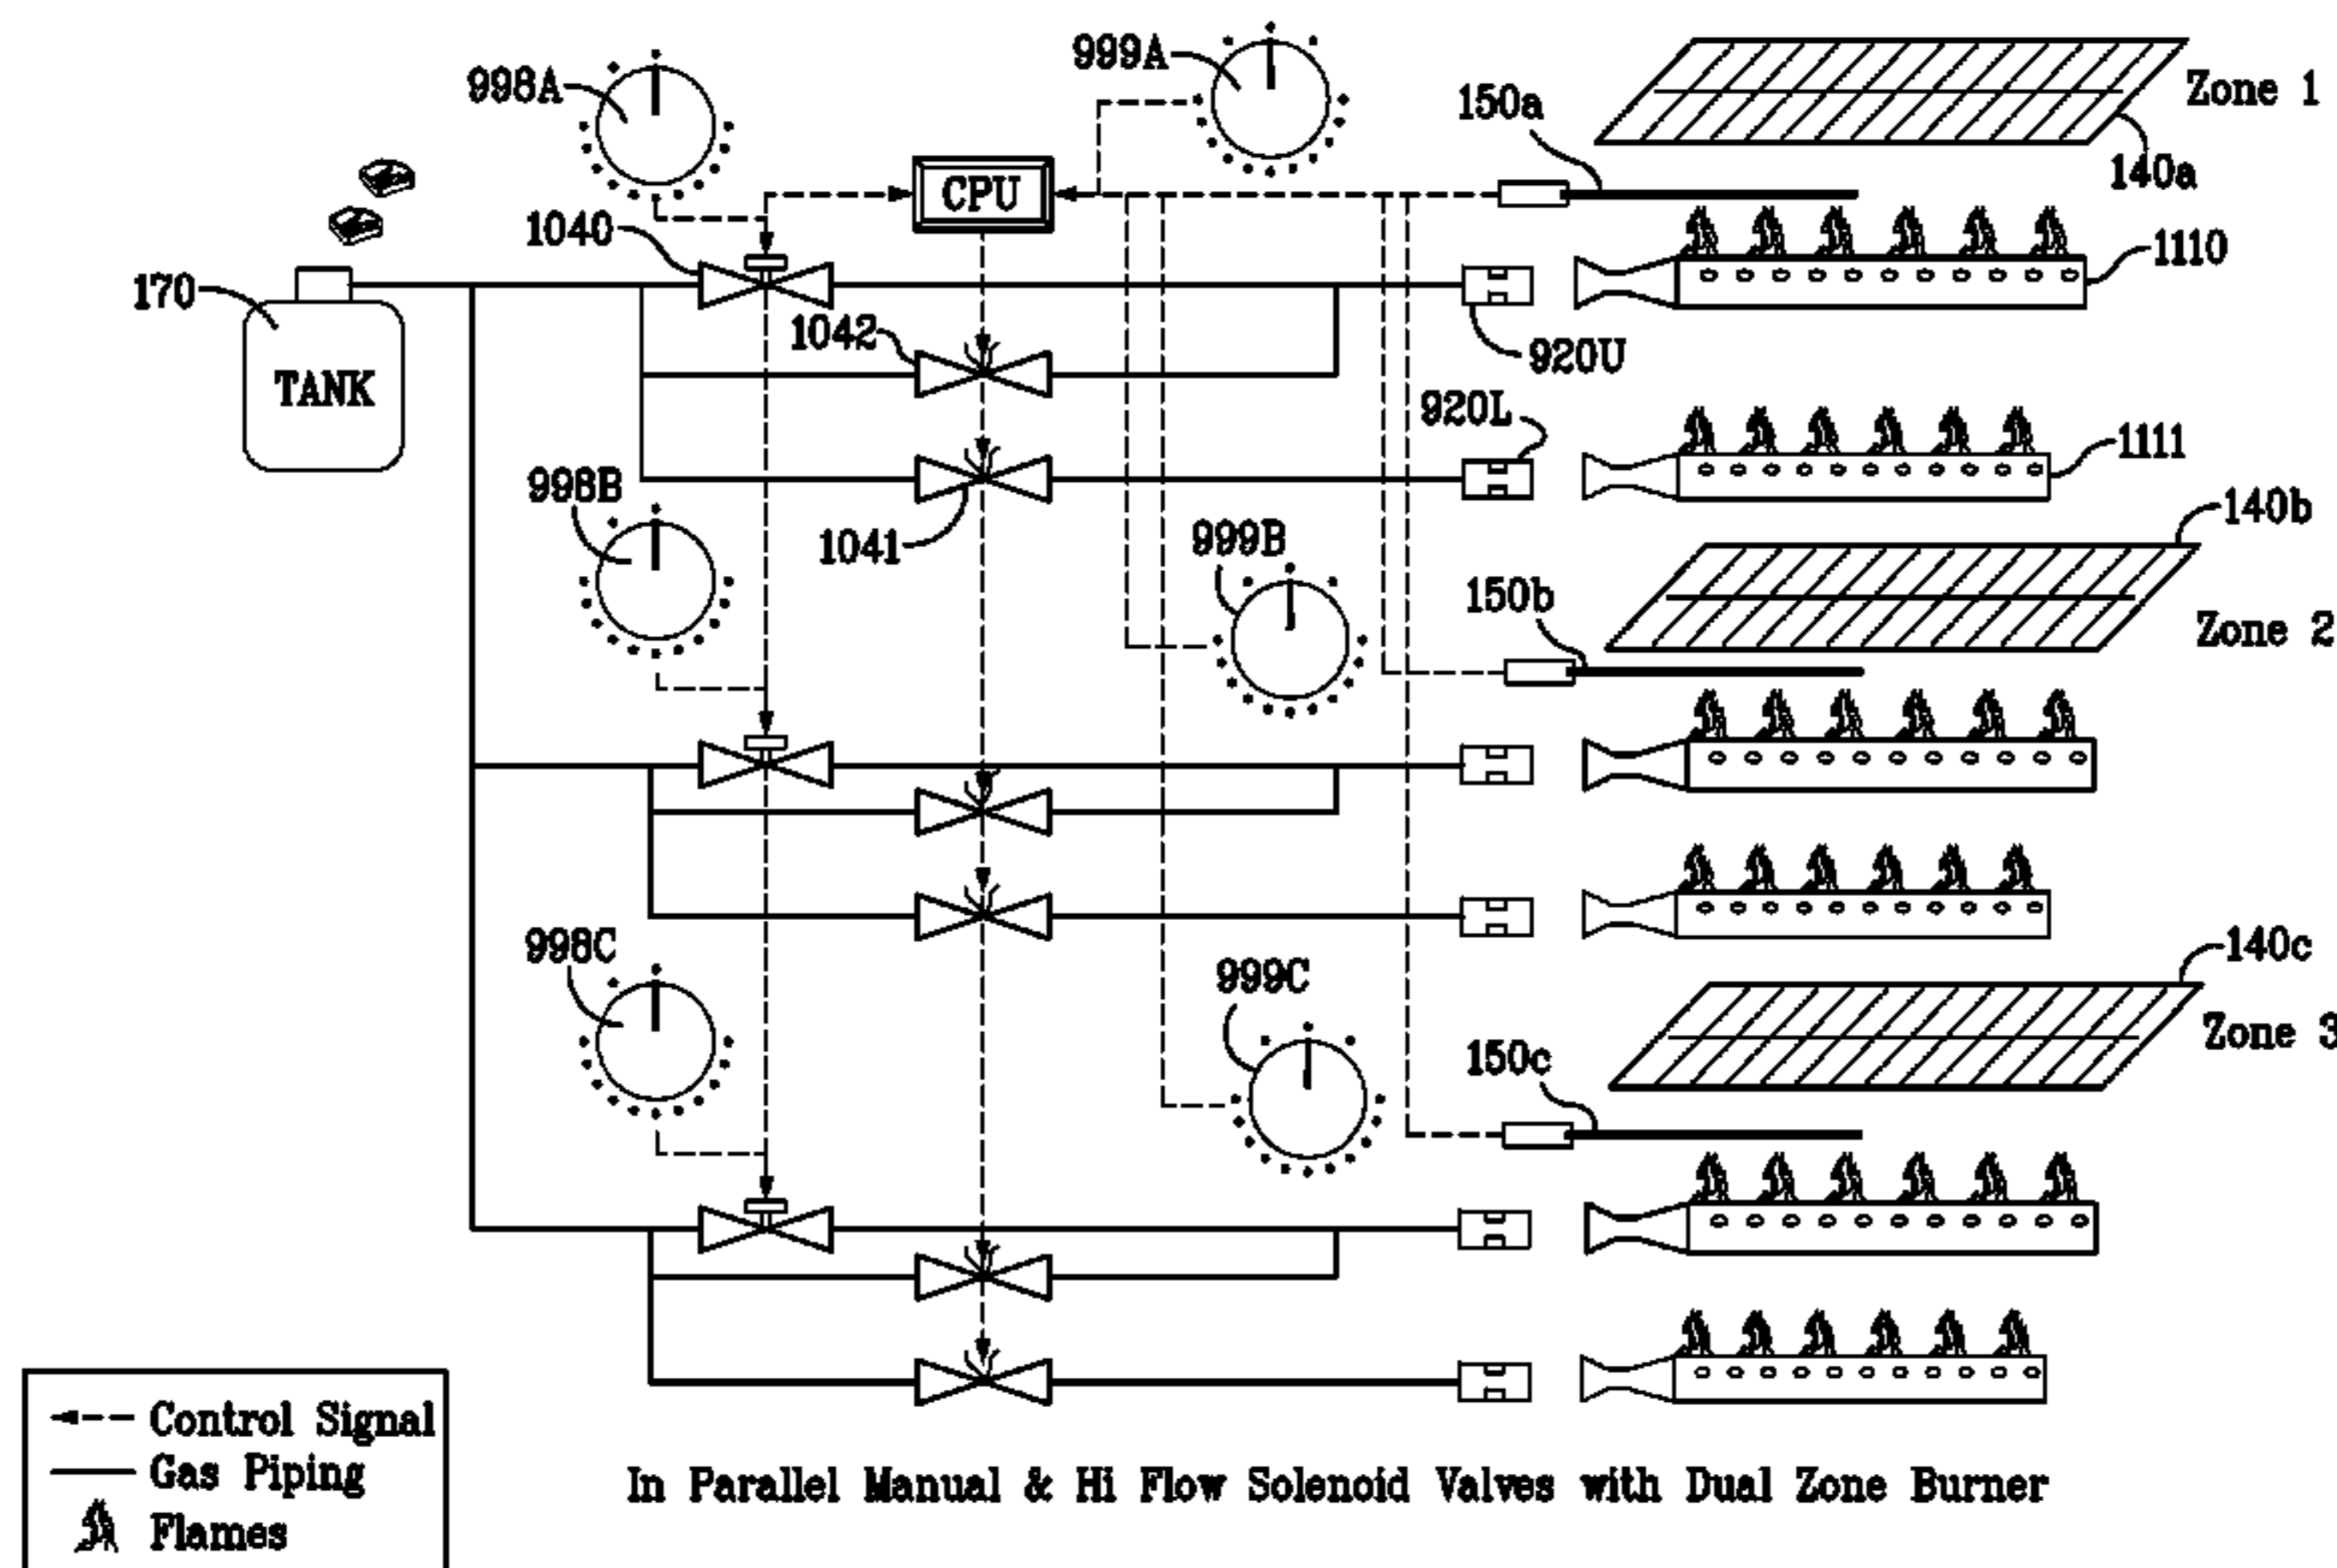 998A
999A
150a
Zone 1
140a
CPU
1040
1110
170
1042
920U
TANK
920L
1111
998B
140b
1041
999B
150b
Zone 2
998C
140c
999C
Zone 3
150c
Control Signal
Gas Piping
Flames
In Parallel Manual & Hi Flow Solenoid Valves with Dual Zone Burner